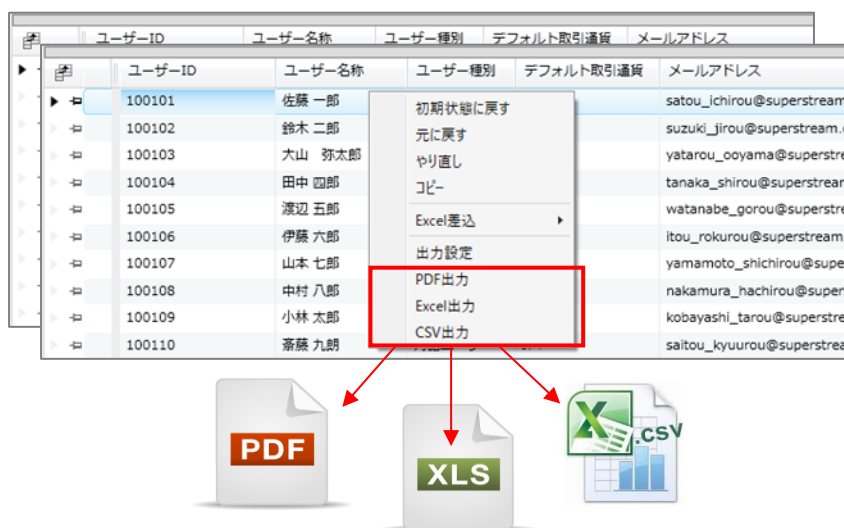 ユーザーID ユーザー名称 ユーザー種別 デフォルト取引通貨 メールアドレス
ユーザーID ユーザー名称 ユーザー種別 デフォルト取引通貨 メールアドレス
100101 佐藤 一郎 satou_ichirou@superstream
100102 鈴木 二郎 suzuki_jirou@superstream.
100103 大山 弥太郎 yatarou_ooyama@superstre
100104 田中 四郎 tanaka_shirou@superstrear
100105 渡辺 五郎 watanabe_gorou@superstre
100106 伊藤 六郎 itou_rokurou@superstream
100107 山本 七郎 yamamoto_shichirou@supe
100108 中村 八郎 nakamura_hachirou@super
100109 小林 太郎 kobayashi_tarou@superstre
100110 斎藤 九朗 saitou_kyuurou@superstrea
初期状態に戻す
元に戻す
やり直し
コピー
Excel差込
出力設定
PDF出力
Excel出力
CSV出力
PDF
XLS
X
.csv